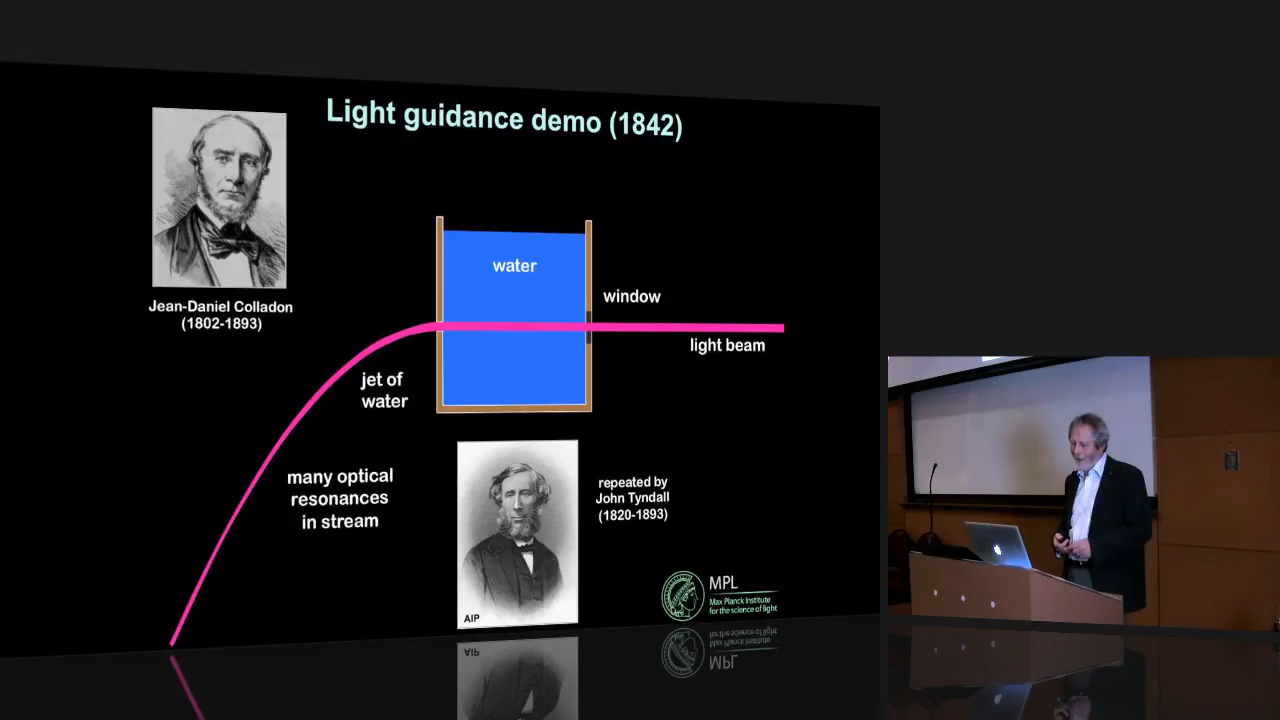 Light guidance demo (1842)
Jean-Daniel Colladon
(1802-1893)
water
window
light beam
jet of
water
many optical
resonances
in stream
repeated by
John Tyndall
(1820-1893)
AIP
MPL
Max Planck Institute
for the science of light